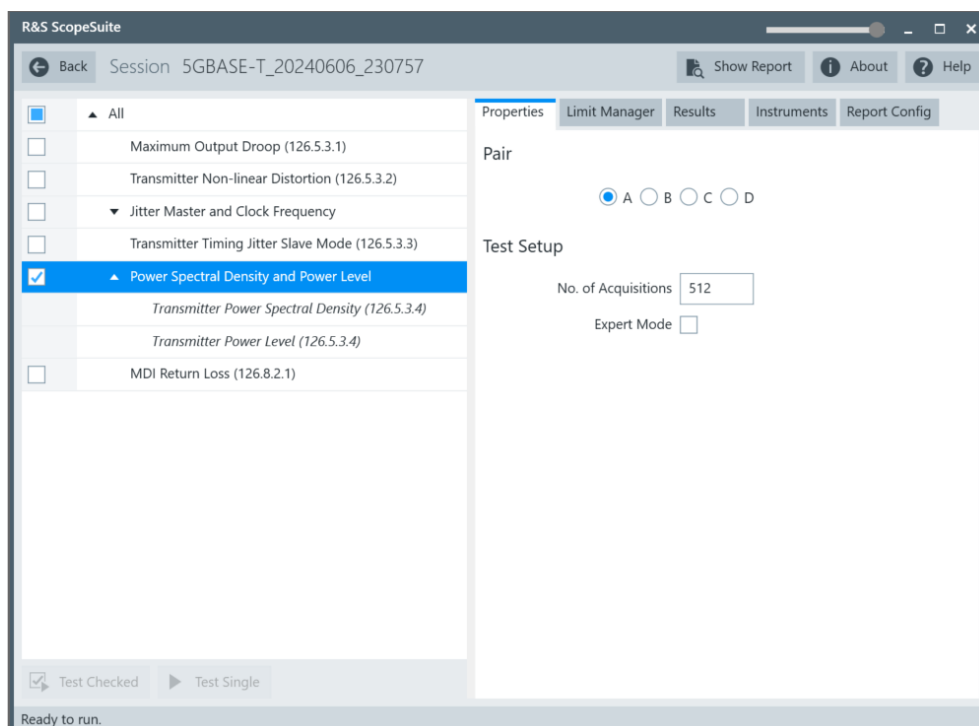 R&S ScopeSuite
Back Session 5GBASE-T_20240606_230757 Show Report About Help
All
Maximum Output Droop (126.5.3.1)
Transmitter Non-linear Distortion (126.5.3.2)
Jitter Master and Clock Frequency
Transmitter Timing Jitter Slave Mode (126.5.3.3)
Power Spectral Density and Power Level
Transmitter Power Spectral Density (126.5.3.4)
Transmitter Power Level (126.5.3.4)
MDI Return Loss (126.8.2.1)
Properties Limit Manager Results Instruments Report Config
Pair
A B C D
Test Setup
No. of Acquisitions 512
Expert Mode
Test Checked Test Single
Ready to run.